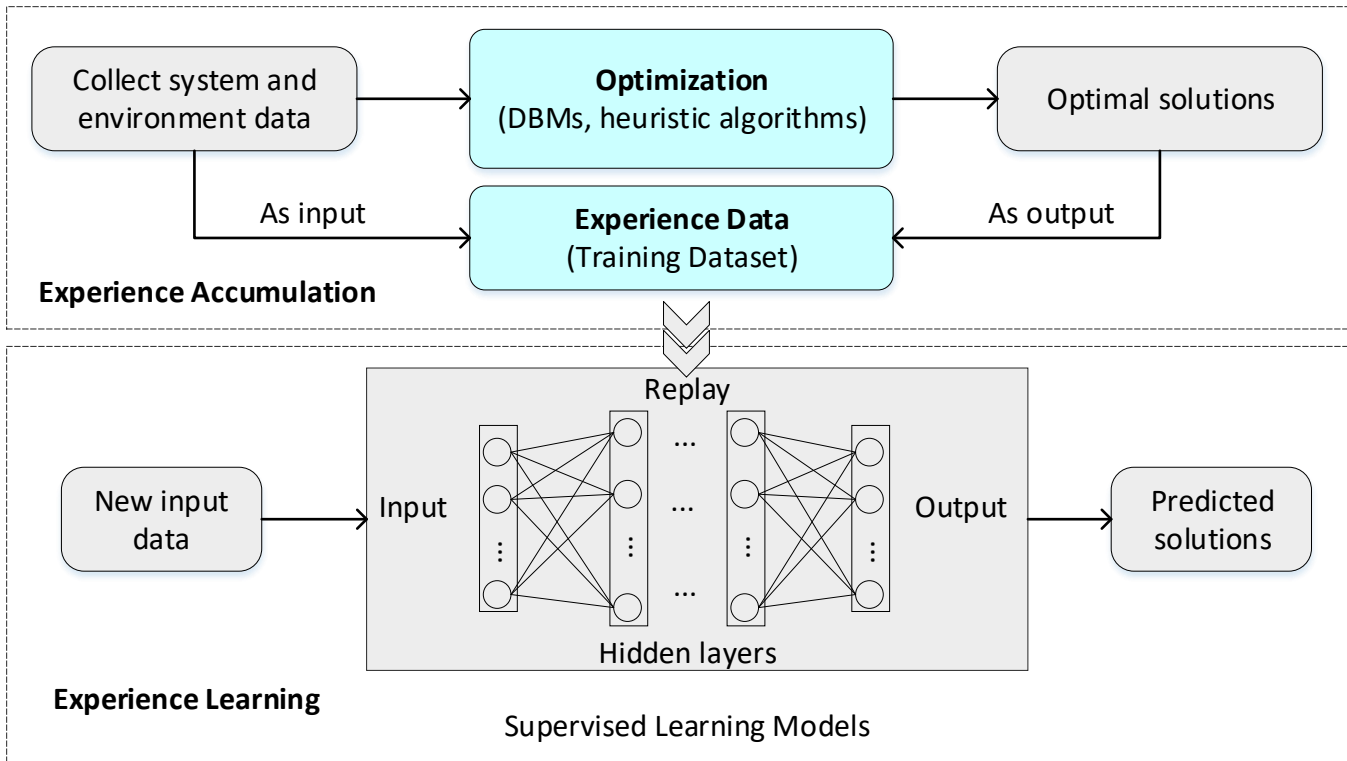 Collect system and
environment data
Optimization
(DBMs, heuristic algorithms)
Optimal solutions
As input
Experience Data
(Training Dataset)
As output
Experience Accumulation
Replay
...
...
New input
data
Input
...
...
...
...
Output
Predicted
solutions
...
...
Hidden layers
Experience Learning
Supervised Learning Models